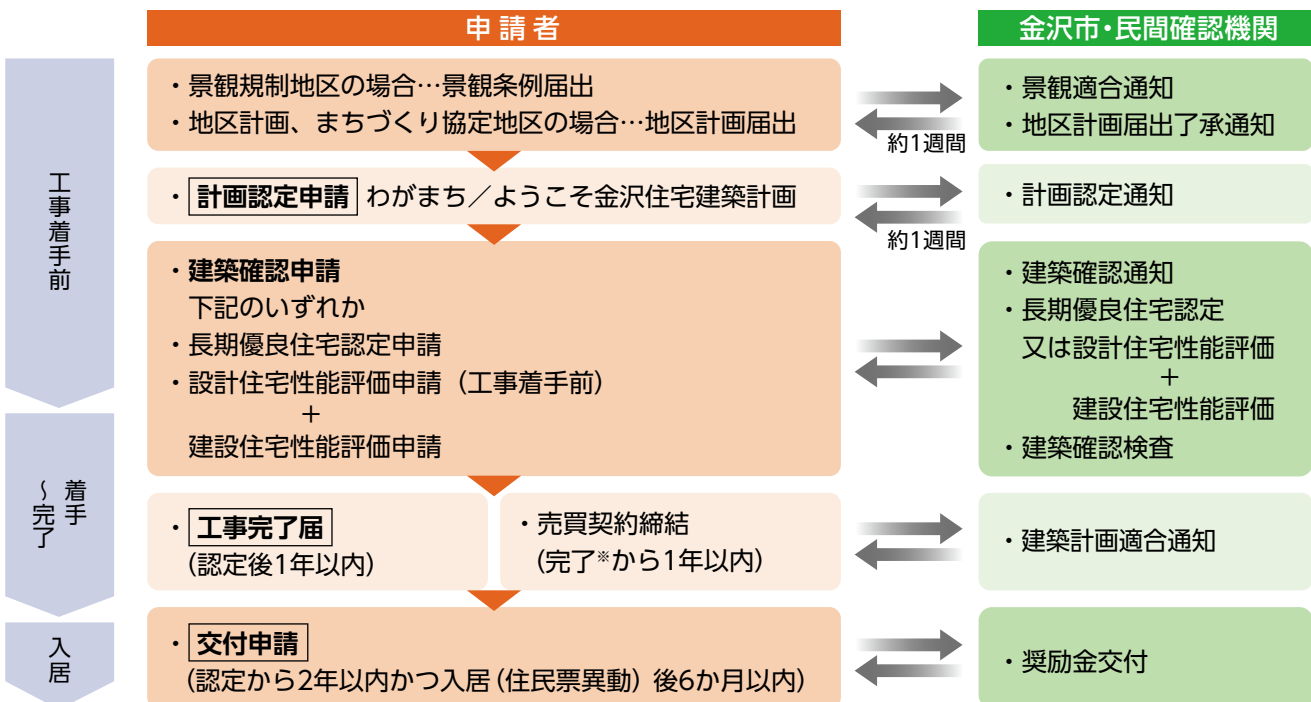 申請者
金沢市・民間確認機関
工事着手前
・景観規制地区の場合…景観条例届出
・地区計画、まちづくり協定地区の場合…地区計画届出
約1週間
・景観適合通知
・地区計画届出了承通知
・計画認定申請 わがまち／ようこそ金沢住宅建築計画
約1週間
・計画認定通知
・建築確認申請
下記のいずれか
・長期優良住宅認定申請
・設計住宅性能評価申請（工事着手前）
＋
建設住宅性能評価申請
・建築確認通知
・長期優良住宅認定
又は設計住宅性能評価
＋
建設住宅性能評価
・建築確認検査
着手
～完了
・工事完了届
(認定後1年以内)
・売買契約締結
(完了※から1年以内)
・建築計画適合通知
入居
・交付申請
(認定から2年以内かつ入居(住民票異動)後6か月以内)
・奨励金交付